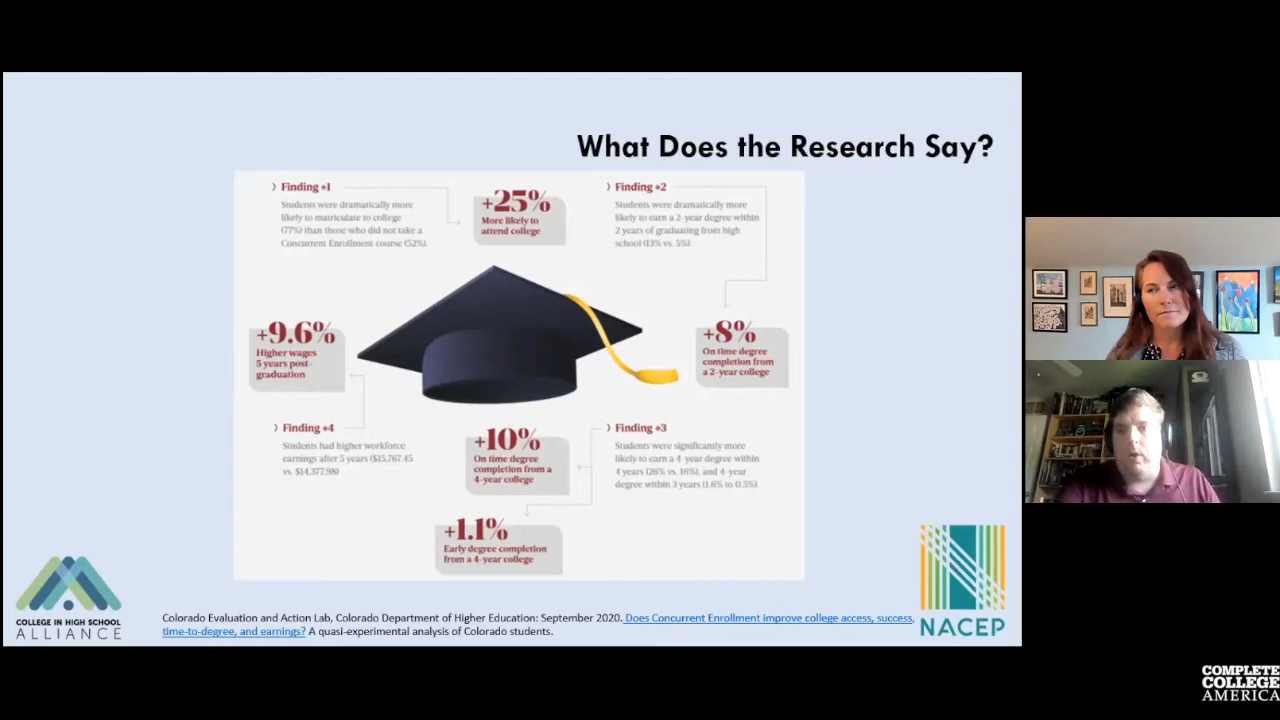 What Does the Research Say?
Finding #1
Students were dramatically more
likely to matriculate to college
(77%) than those who did not take a
Concurrent Enrollment course (52%).
+25%
More likely to
attend college
Finding #2
Students were dramatically more
likely to earn a 2-year degree within
2 years of graduating from high
school (13% vs. 5%).
+9.6%
Higher wages
5 years post-
graduation
+8%
On time degree
completion from
a 2-year college
Finding #4
Students had higher workforce
earnings after 5 years ($15,767.45
vs. $14,377.98)
+10%
On time degree
completion from a
4-year college
Finding #3
Students were significantly more
likely to earn a 4-year degree within
4 years (26% vs. 16%), and 4-year
degree within 3 years (1.6% to 0.5%).
+1.1%
Early degree completion
from a 4-year college
COLLEGE IN HIGH SCHOOL
ALLIANCE
Colorado Evaluation and Action Lab, Colorado Department of Higher Education: September 2020. Does Concurrent Enrollment improve college access, success,
time-to-degree, and earnings? A quasi-experimental analysis of Colorado students.
NACEP
COMPLETE
COLLEGE
AMERICA